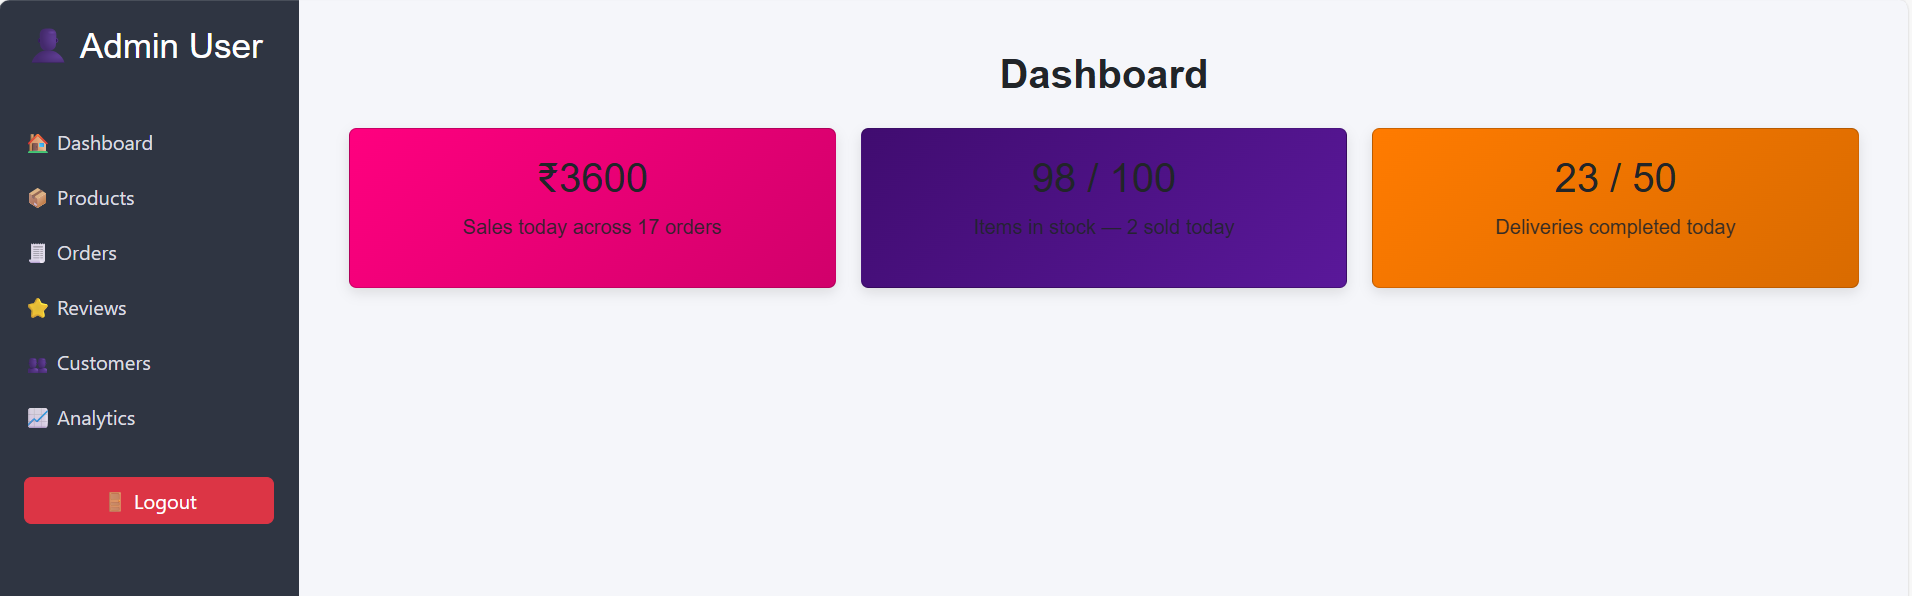 Admin User
Dashboard
Products
Orders
Reviews
Customers
Analytics
Logout
Dashboard
₹3600
Sales today across 17 orders
98 / 100
Items in stock — 2 sold today
23 / 50
Deliveries completed today